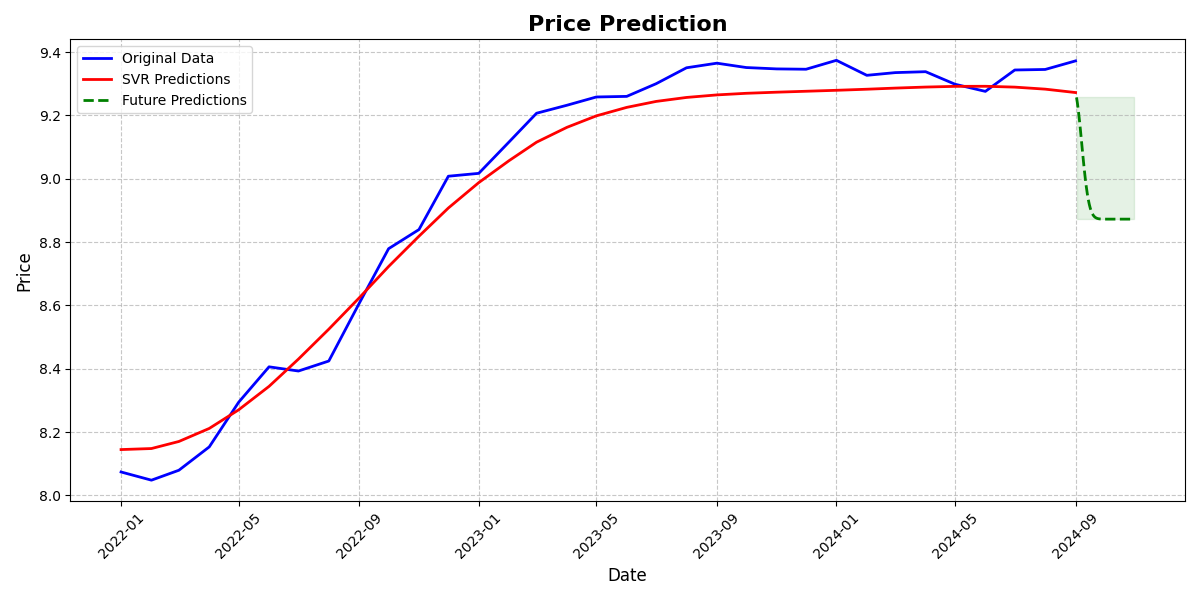 Price Prediction
Original Data
SVR Predictions
Future Predictions
Price
9.4
9.2
9.0
8.8
8.6
8.4
8.2
8.0
2022-01
2022-05
2022-09
2023-01
2023-05
2023-09
2024-01
2024-05
2024-09
Date